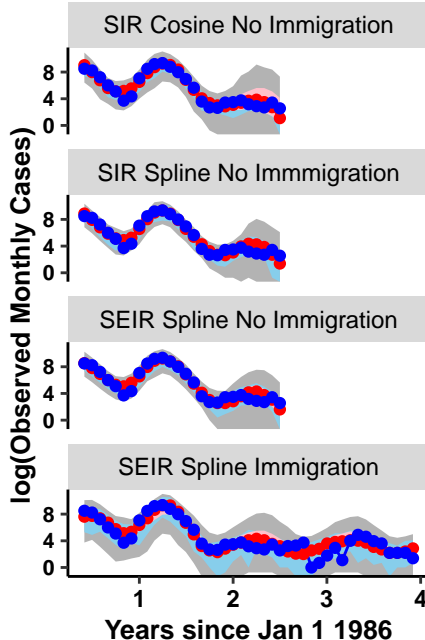 SIR Cosine No Immigration
8
4
0
SIR Spline No Immmigration
8
4
0
SEIR Spline No Immigration
8
4
0
SEIR Spline Immigration
8
4
0
1 2 3 4
Years since Jan 1 1986
log(Observed Monthly Cases)